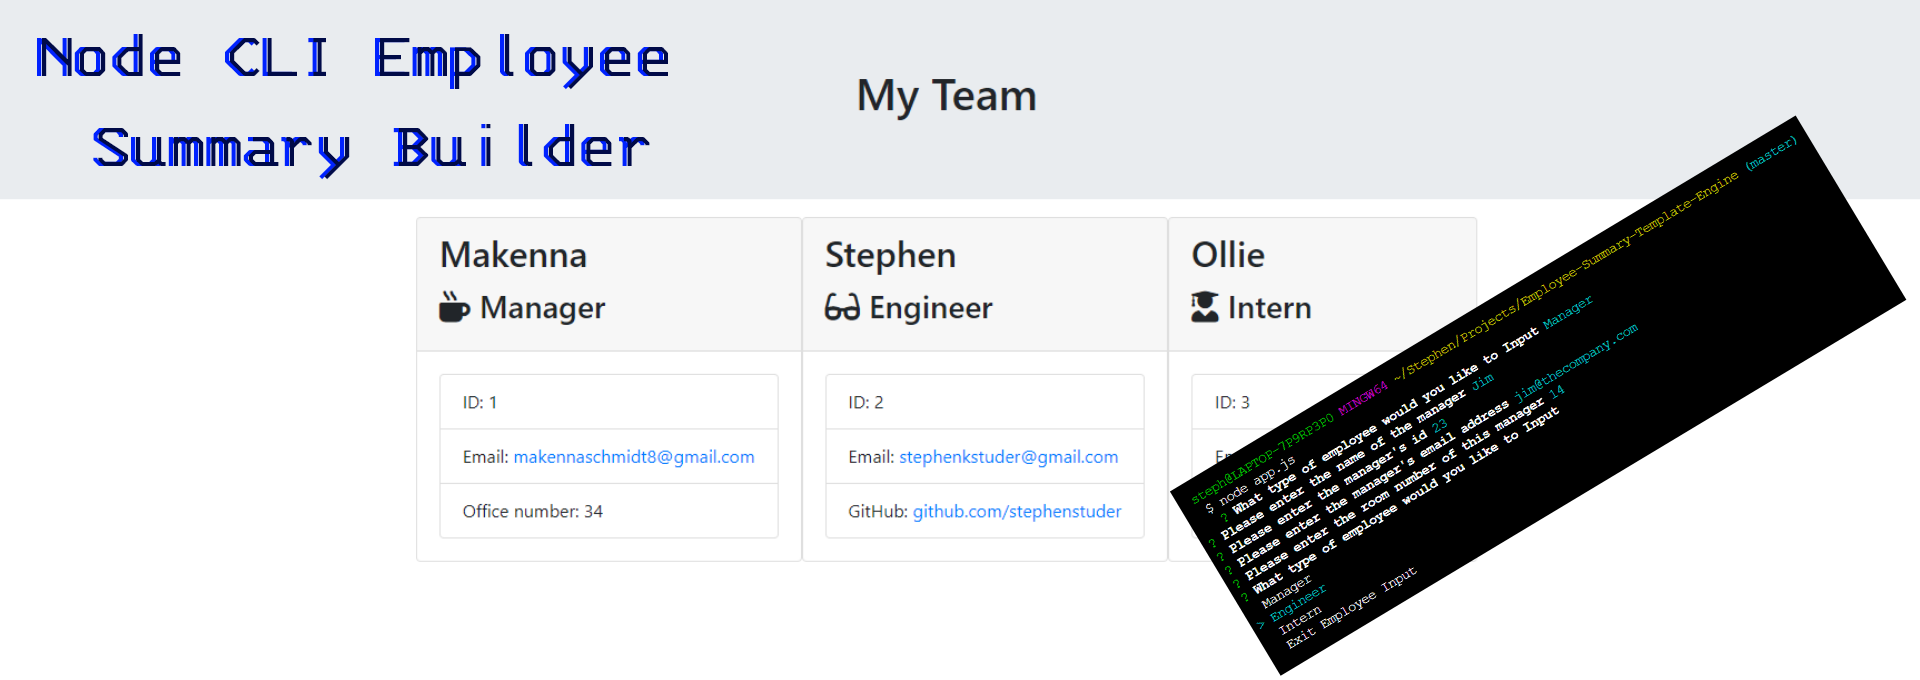 Node CLI Employee
Summary Builder
My Team
Makenna
Manager
ID: 1
Email: makennaschmidt8@gmail.com
Office number: 34
Stephen
Engineer
ID: 2
Email: stephenkstuder@gmail.com
GitHub: github.com/stephenstuder
Ollie
Intern
ID: 3
steph@LAPTOP-7P9RP3PO MINGW64 ~/Stephen/Projects/Employee-Summary-Template-Engine (master)
$ node app.js
? What type of employee would you like to Input Manager
? Please enter the name of the manager Jim
? Please enter the manager's id 23
? Please enter the manager's email address jim@thecompany.com
? Please enter the room number of this manager 14
? What type of employee would you like to Input
Manager
> Engineer
Intern
Exit Employee Input